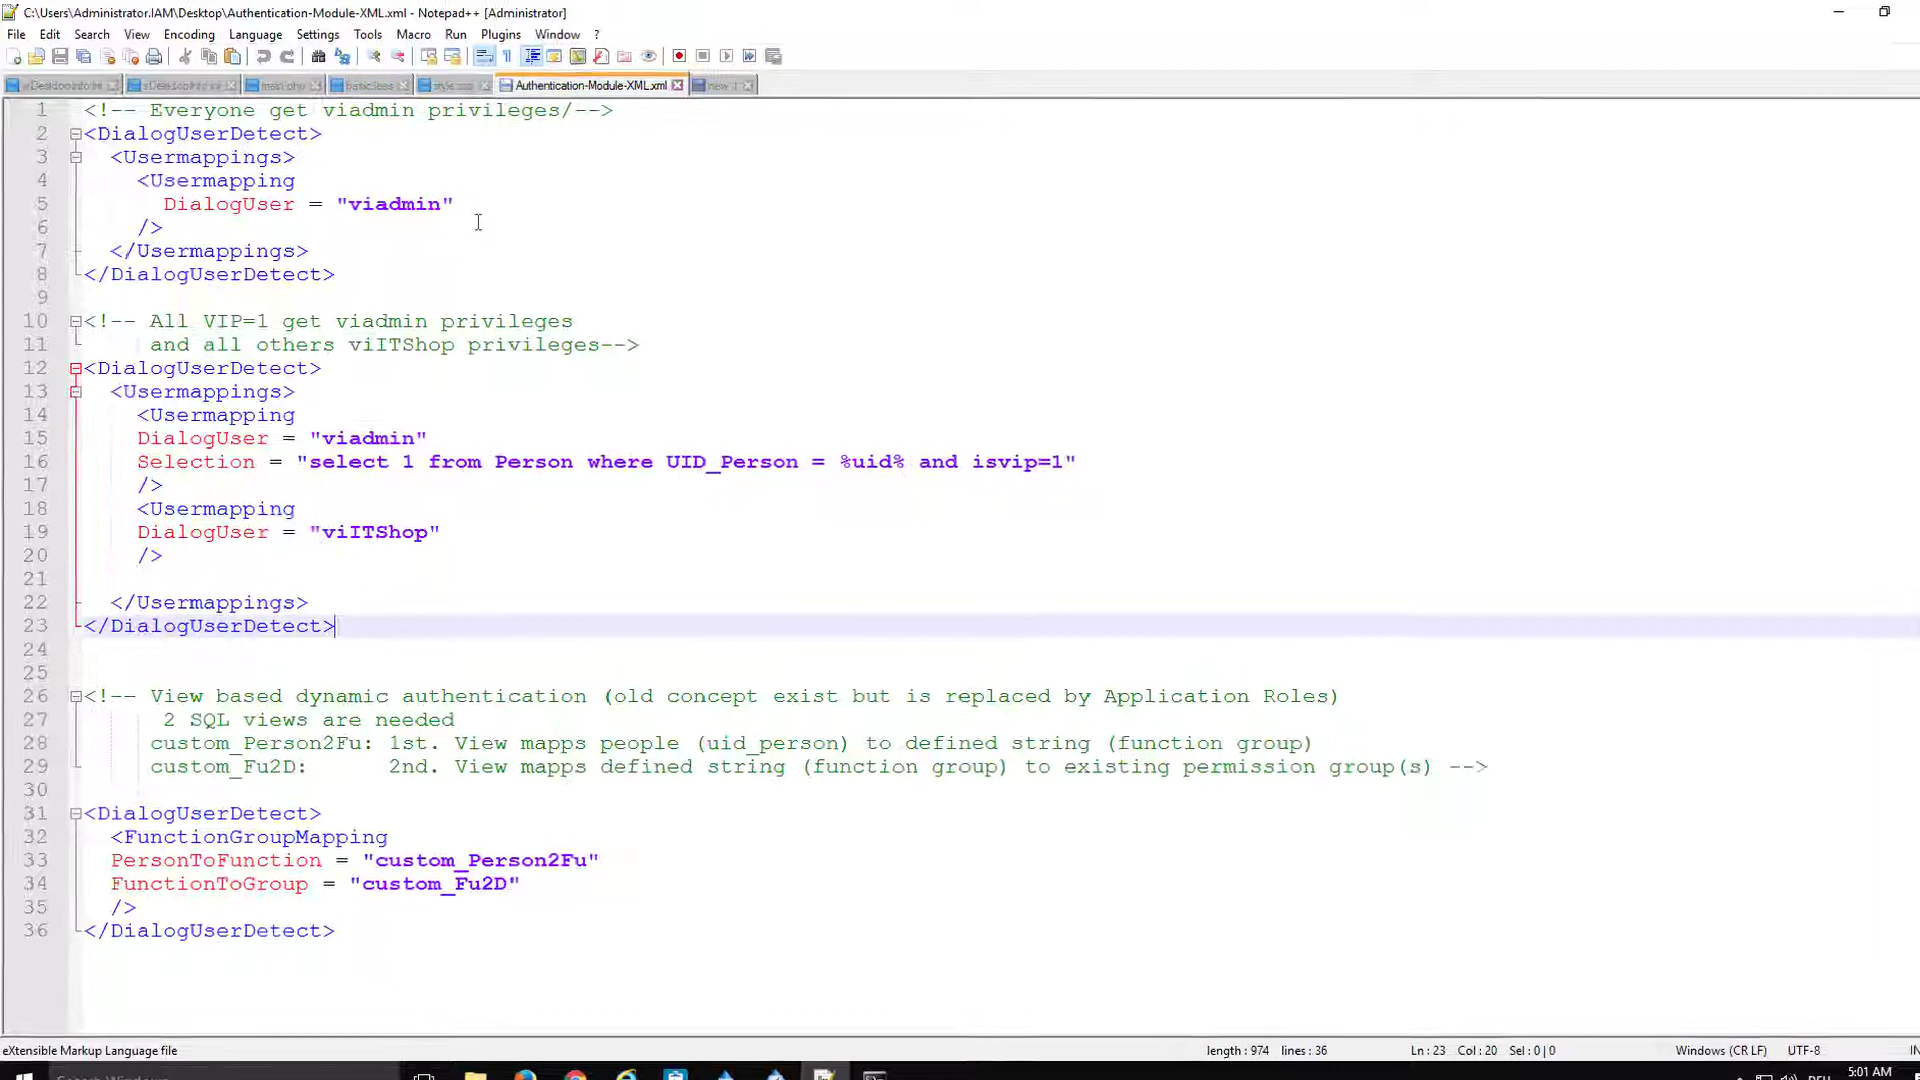 C:\Users\Administrator.IAM\Desktop\Authentication-Module-XML.xml - Notepad++ [Administrator]
File Edit Search View Encoding Language Settings Tools Macro Run Plugins Window ?
Authentication-Module-XML.xml new 1
1 <!-- Everyone get viadmin privileges/-->
2 <DialogUserDetect>
3 <Usermappings>
4 <Usermapping
5 DialogUser = "viadmin"
6 />
7 </Usermappings>
8 </DialogUserDetect>
9
10 <!-- All VIP=1 get viadmin privileges
11 and all others viITShop privileges-->
12 <DialogUserDetect>
13 <Usermappings>
14 <Usermapping
15 DialogUser = "viadmin"
16 Selection = "select 1 from Person where UID_Person = %uid% and isvip=1"
17 />
18 <Usermapping
19 DialogUser = "viITShop"
20 />
21
22 </Usermappings>
23 </DialogUserDetect>
24
25
26 <!-- View based dynamic authentication (old concept exist but is replaced by Application Roles)
27 2 SQL views are needed
28 custom_Person2Fu: 1st. View mapps people (uid_person) to defined string (function group)
29 custom_Fu2D: 2nd. View mapps defined string (function group) to existing permission group(s) -->
30
31 <DialogUserDetect>
32 <FunctionGroupMapping
33 PersonToFunction = "custom_Person2Fu"
34 FunctionToGroup = "custom_Fu2D"
35 />
36 </DialogUserDetect>
eXtensible Markup Language file length : 974 lines : 36 Ln : 23 Col : 20 Sel : 0 | 0 Windows (CR LF) UTF-8 IN
Search Windows 5:01 AM